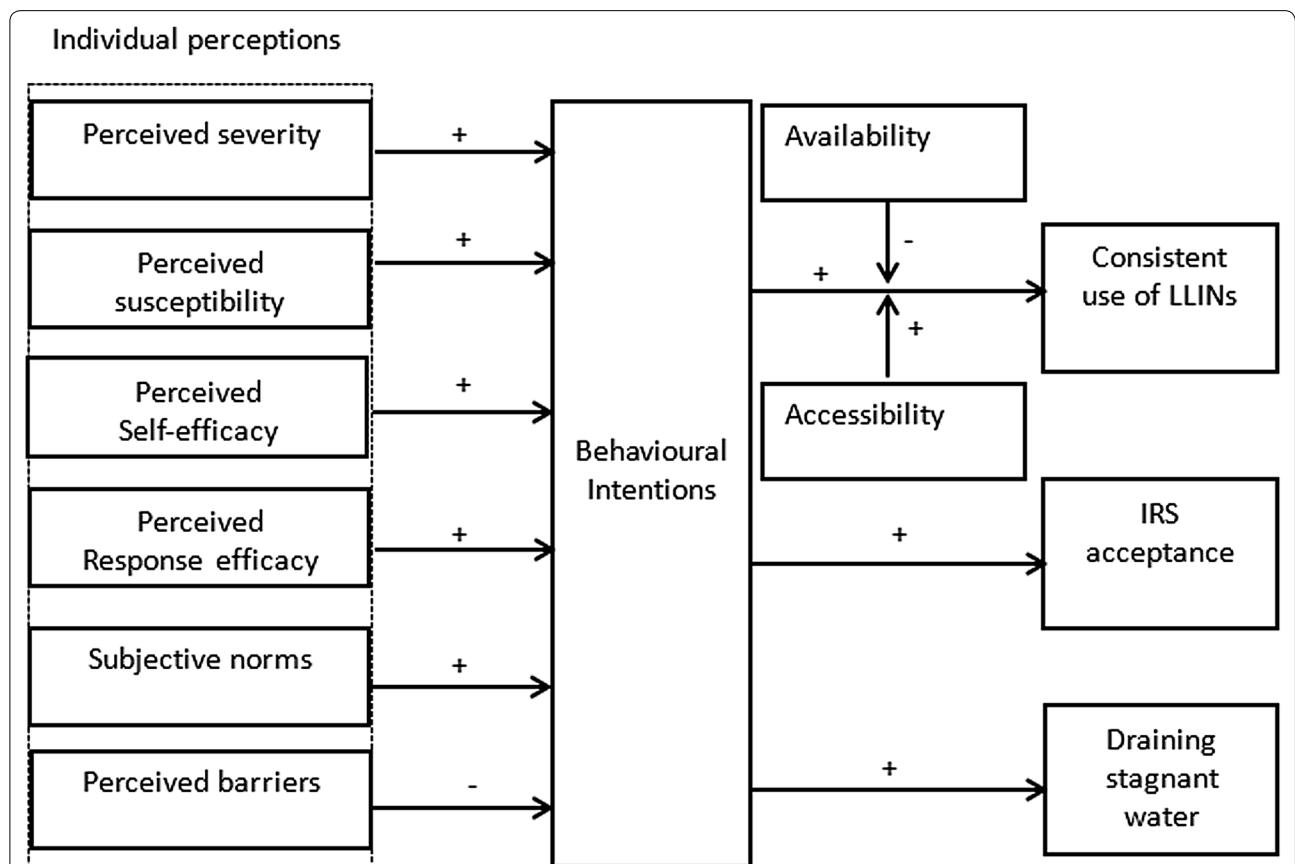 Individual perceptions
Perceived severity
+
Perceived
susceptibility
+
Perceived
Self-efficacy
+
Perceived
Response efficacy
+
Subjective norms
+
Perceived barriers
-
Behavioural
Intentions
Availability
-
+
+
Accessibility
Consistent
use of LLINs
+
IRS
acceptance
+
Draining
stagnant
water